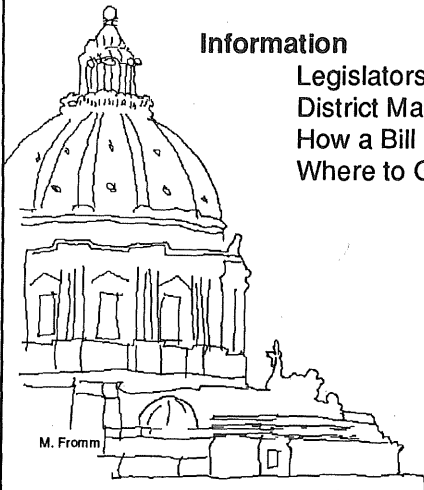 Information
Legislators
District Ma
How a Bill
Where to
M. Fromm